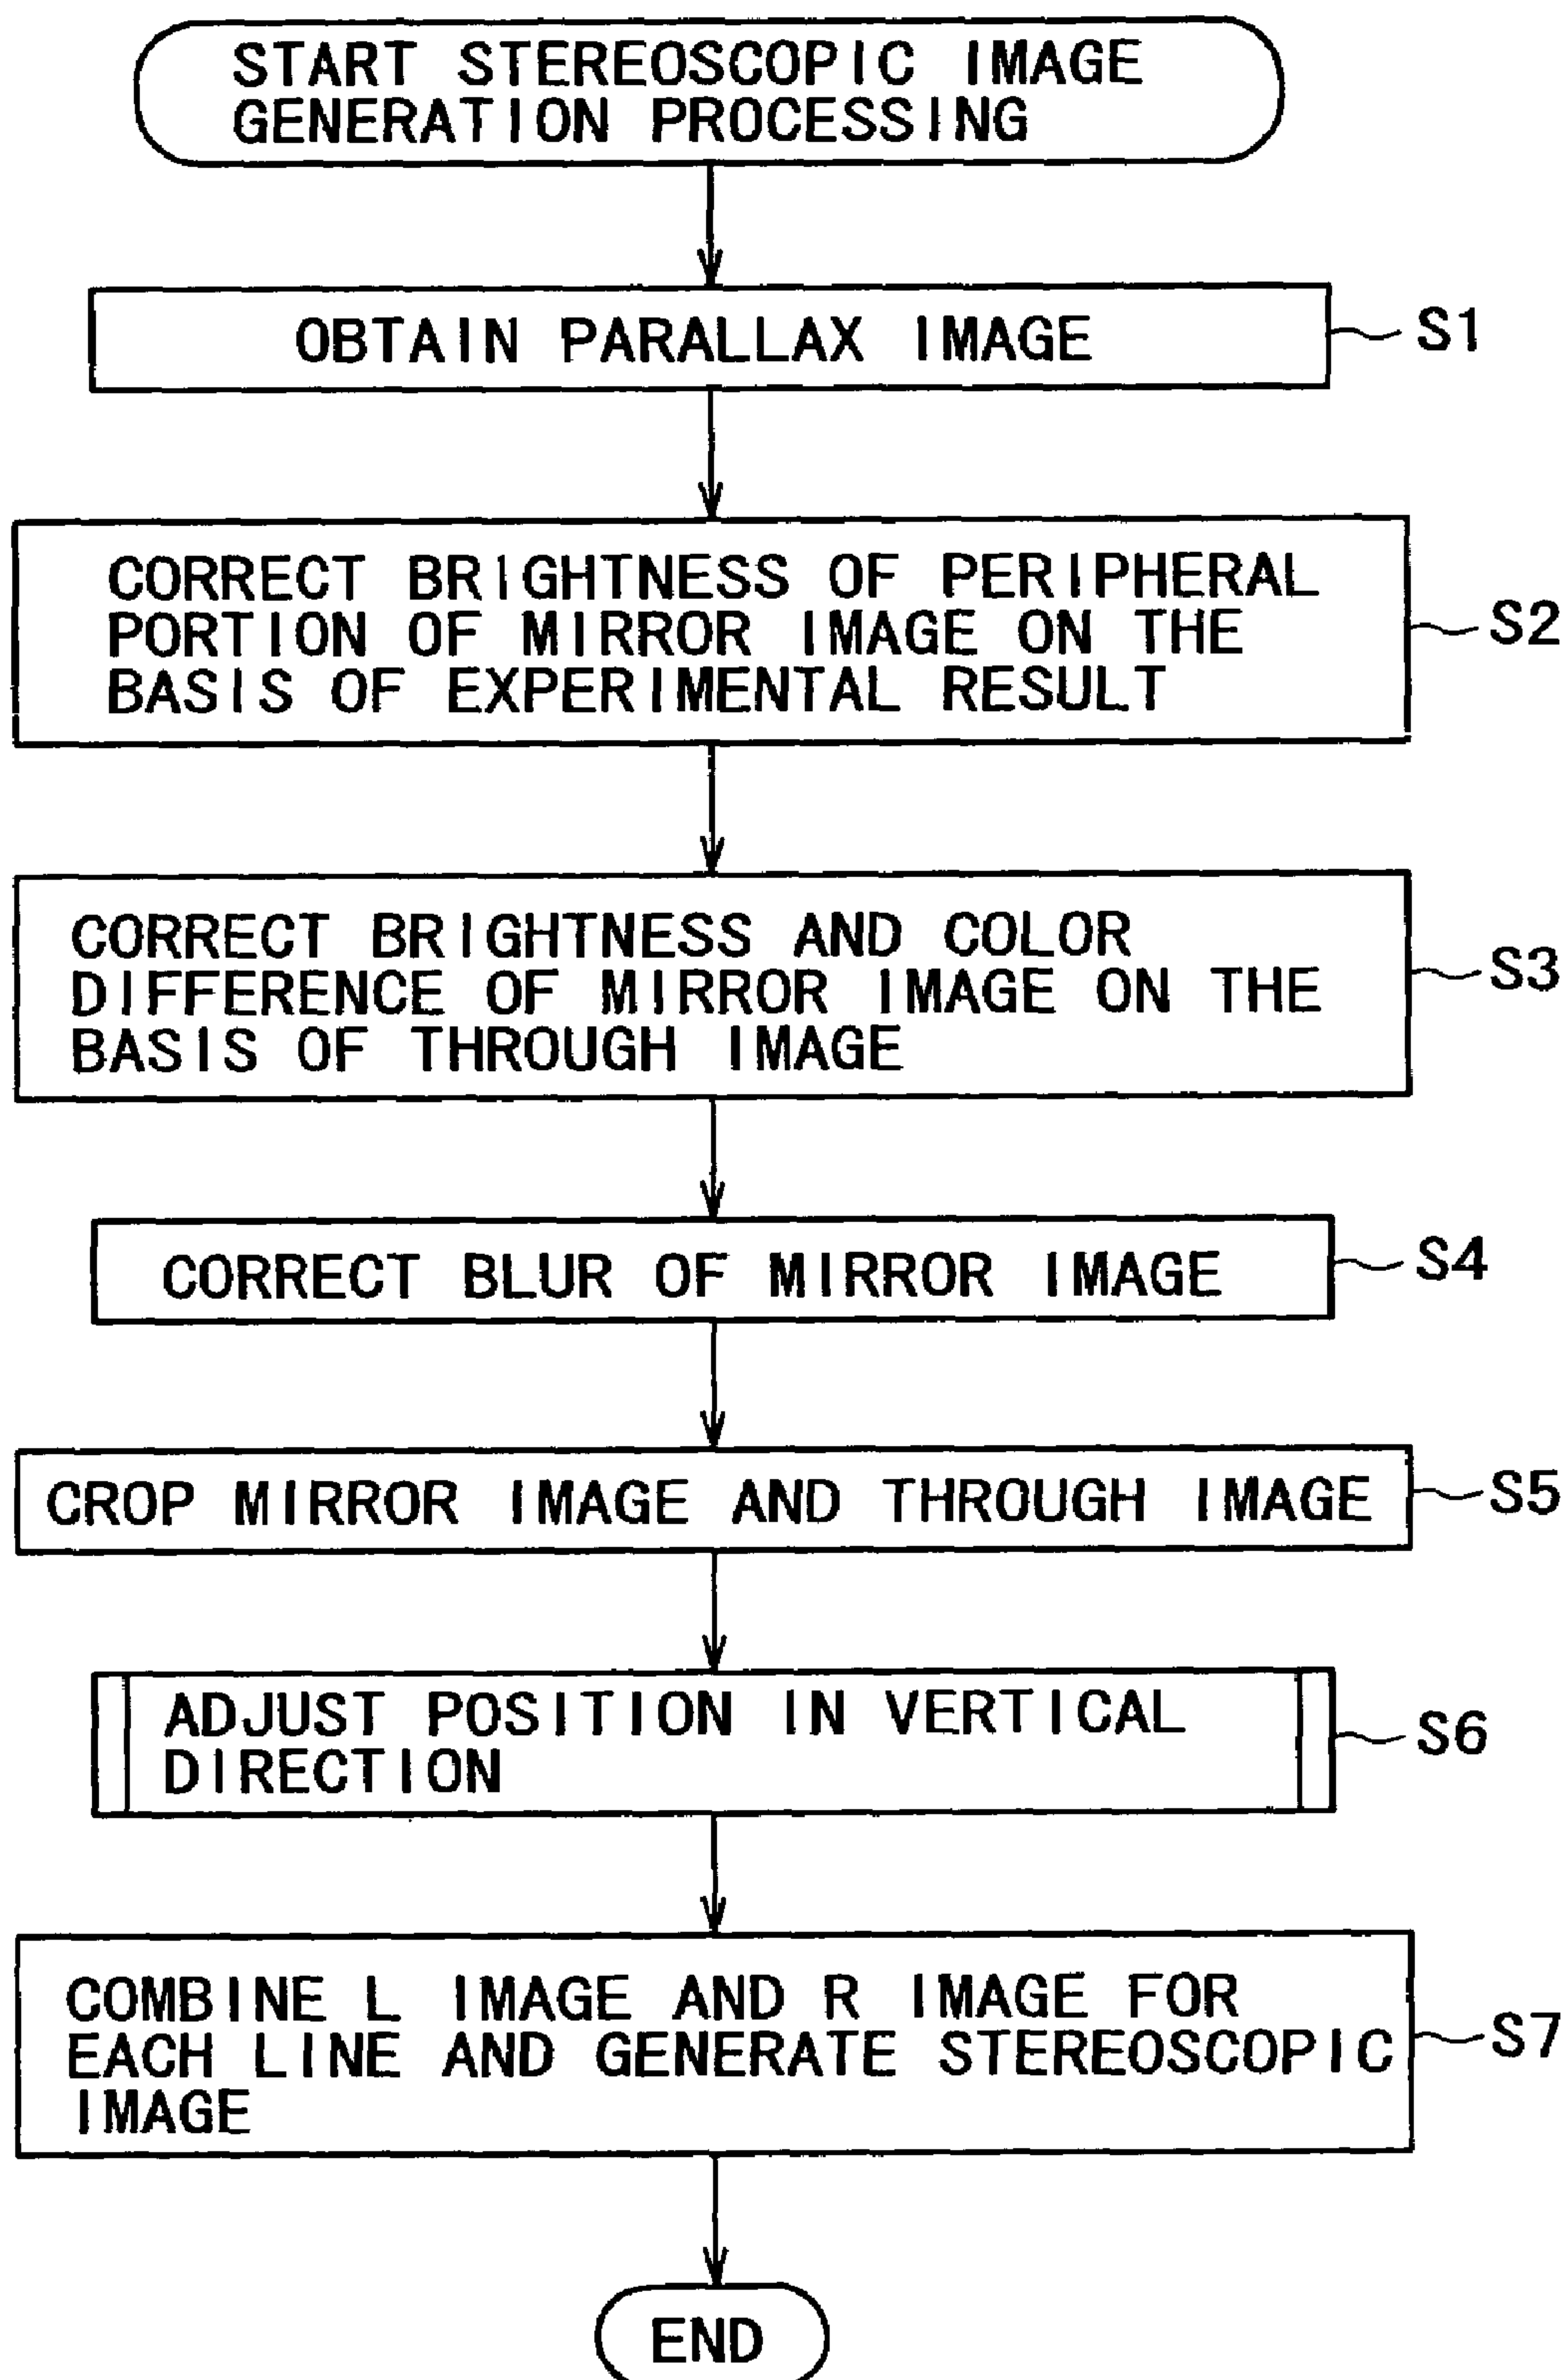 START STEREOSCOPIC IMAGE
GENERATION PROCESSING
OBTAIN PARALLAX IMAGE
S1
CORRECT BRIGHTNESS OF PERIPHERAL
PORTION OF MIRROR IMAGE ON THE
BASIS OF EXPERIMENTAL RESULT
S2
CORRECT BRIGHTNESS AND COLOR
DIFFERENCE OF MIRROR IMAGE ON THE
BASIS OF THROUGH IMAGE
S3
CORRECT BLUR OF MIRROR IMAGE
S4
CROP MIRROR IMAGE AND THROUGH IMAGE
S5
ADJUST POSITION IN VERTICAL
DIRECTION
S6
COMBINE L IMAGE AND R IMAGE FOR
EACH LINE AND GENERATE STEREOSCOPIC
IMAGE
S7
END